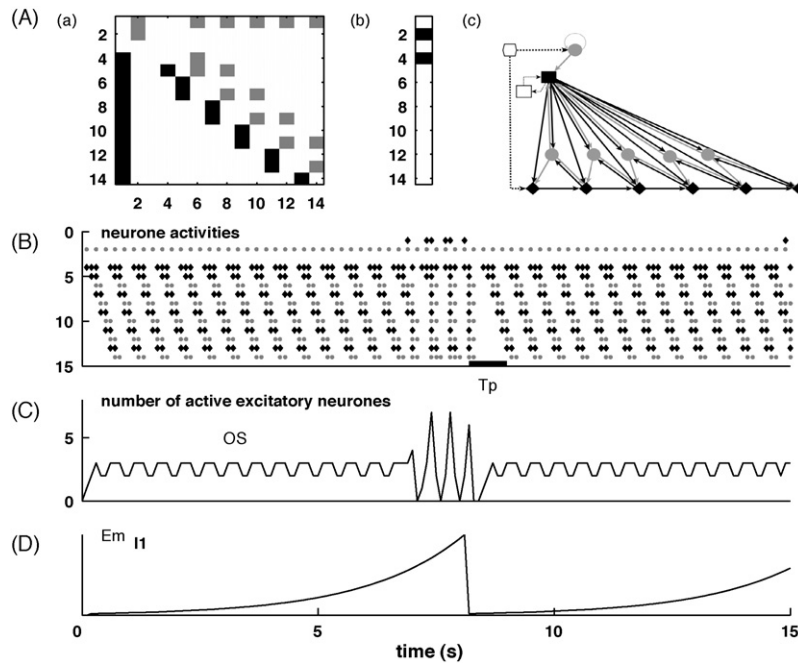 (A)
(a)
(b)
(c)
2
4
6
8
10
12
14
2 4 6 8 10 12 14
2
4
6
8
10
12
14
(B)
neurone activities
0
5
10
15
Tp
(C)
number of active excitatory neurones
OS
5
0
(D)
Em I1
0 5 10 15
time (s)